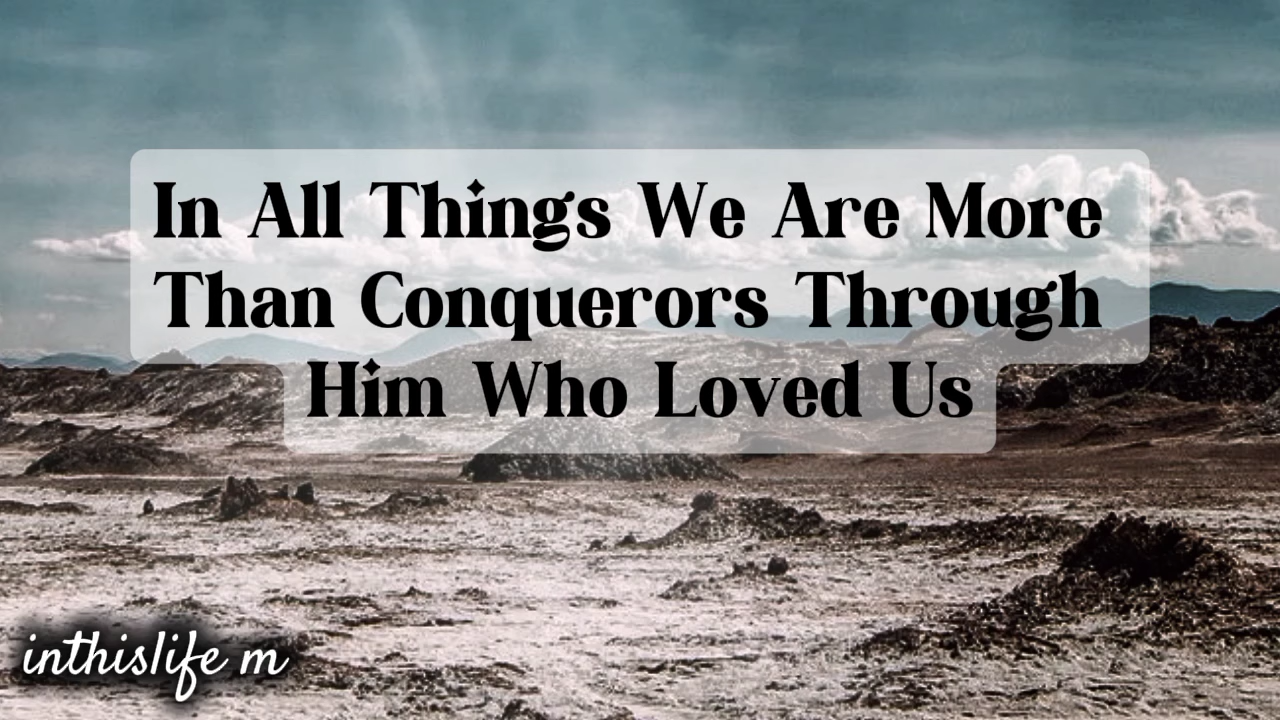 In All Things We Are More
Than Conquerors Through
Him Who Loved Us
inthislife m